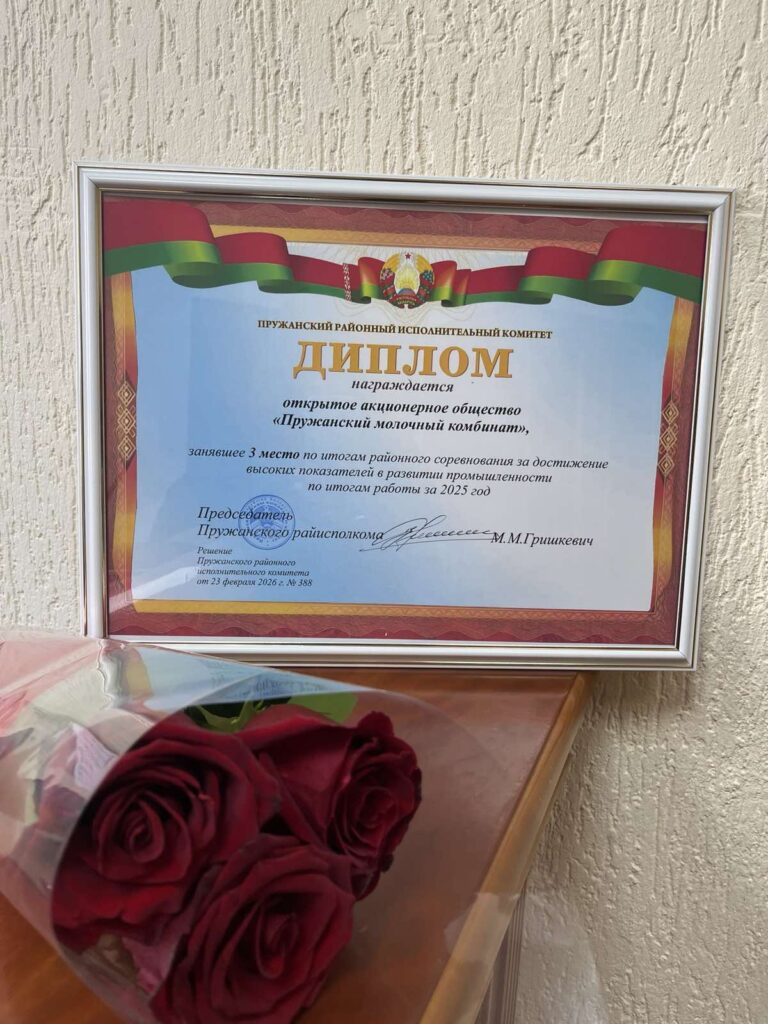 ПРУЖАНСКИЙ РАЙОННЫЙ ИСПОЛНИТЕЛЬНЫЙ КОМИТЕТ
ДИПЛОМ
награждается
открытое акционерное общество
«Пружанский молочный комбинат»,
занявшее 3 место по итогам районного соревнования за достижение
высоких показателей в развитии промышленности
по итогам работы за 2025 год
Председатель
Пружанского райисполкома М.М.Гришкевич
Решение
Пружанского районного
исполнительного комитета
от 23 февраля 2026 г. № 388